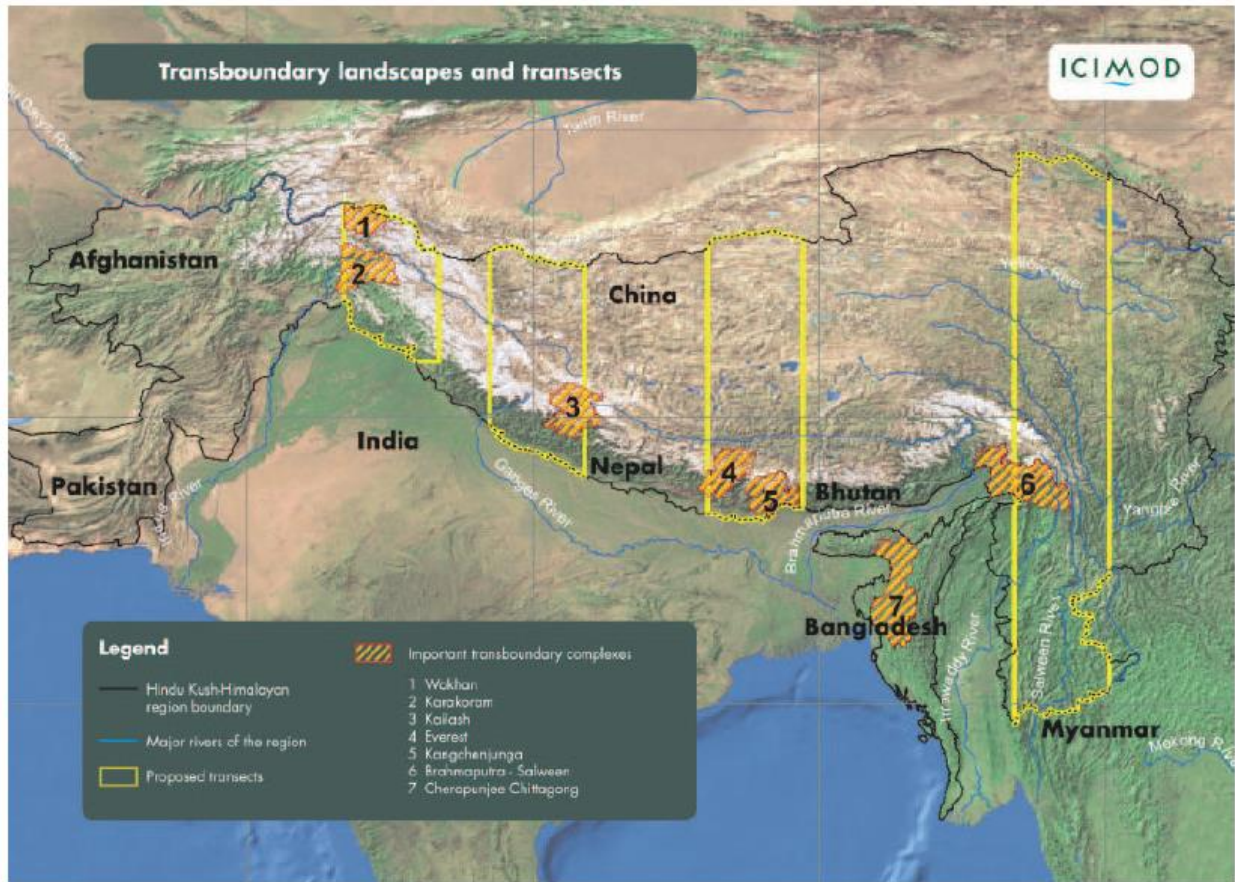 Transboundary landscapes and transects
ICIMOD
Tarim River
Afghanistan
1
2
China
Yellow River
3
India
Nepal
4
5
Bhutan
6
Pakistan
Indus River
Ganges River
Brahmaputra River
Yangtze River
7
Bangladesh
Salween River
Irrawaddy River
Myanmar
Mekong River
Legend
Hindu Kush-Himalayan
region boundary
Major rivers of the region
Proposed transects
Important transboundary complexes
1 Wakhan
2 Karakoram
3 Kailash
4 Everest
5 Kangchenjunga
6 Brahmaputra - Salween
7 Cherapunjee Chittagong